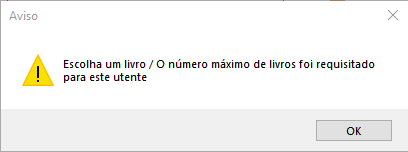 Aviso
Escolha um livro / O número máximo de livros foi requisitado
para este utente
OK